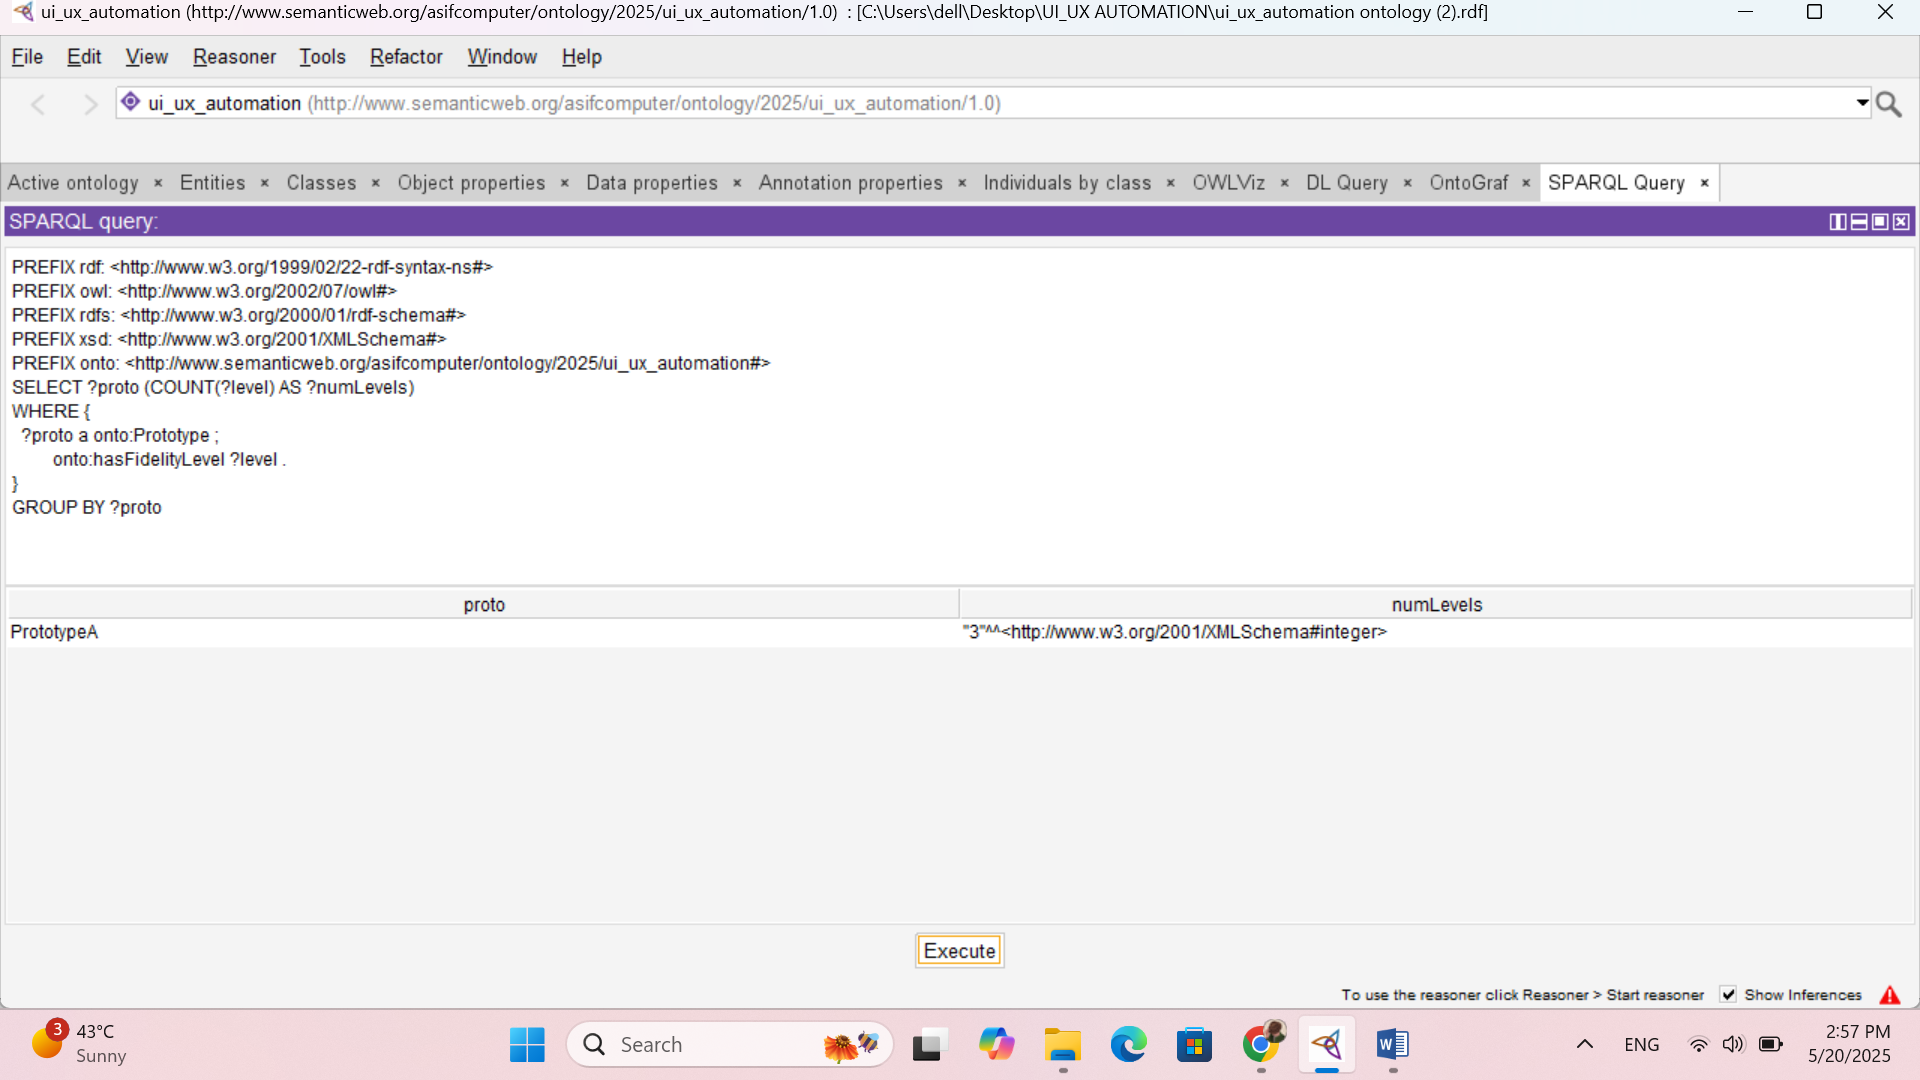 ui_ux_automation (http://www.semanticweb.org/asifcomputer/ontology/2025/ui_ux_automation/1.0) : [C:\Users\dell\Desktop\UI_UX AUTOMATION\ui_ux_automation ontology (2).rdf]
File Edit View Reasoner Tools Refactor Window Help
ui_ux_automation (http://www.semanticweb.org/asifcomputer/ontology/2025/ui_ux_automation/1.0)
Active ontology × Entities × Classes × Object properties × Data properties × Annotation properties × Individuals by class × OWLViz × DL Query × OntoGraf × SPARQL Query ×
SPARQL query:
PREFIX rdf: <http://www.w3.org/1999/02/22-rdf-syntax-ns#>
PREFIX owl: <http://www.w3.org/2002/07/owl#>
PREFIX rdfs: <http://www.w3.org/2000/01/rdf-schema#>
PREFIX xsd: <http://www.w3.org/2001/XMLSchema#>
PREFIX onto: <http://www.semanticweb.org/asifcomputer/ontology/2025/ui_ux_automation#>
SELECT ?proto (COUNT(?level) AS ?numLevels)
WHERE {
?proto a onto:Prototype ;
onto:hasFidelityLevel ?level .
}
GROUP BY ?proto
proto numLevels
PrototypeA "3"^^<http://www.w3.org/2001/XMLSchema#integer>
Execute
To use the reasoner click Reasoner > Start reasoner Show Inferences
3 43°C
Sunny
Search
ENG
2:57 PM
5/20/2025